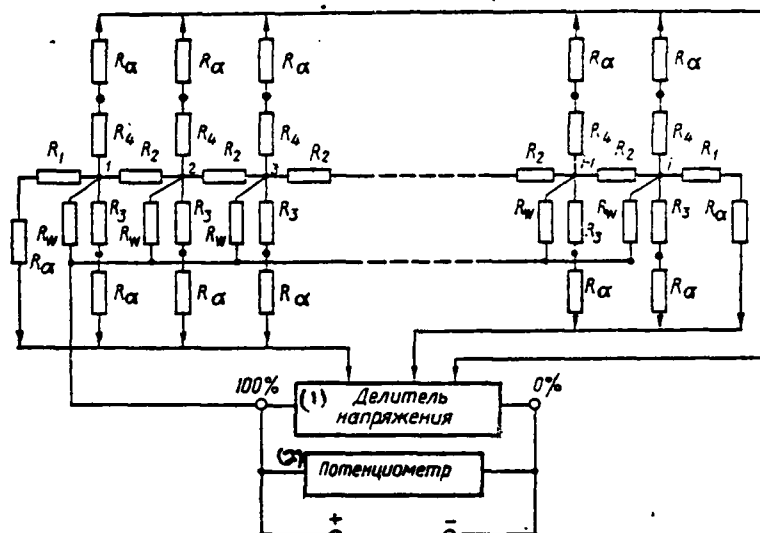 Rα Rα Rα Rα Rα
R4 R4 R4 R4 R4
R1 1 R2 2 R2 3 R2 R2 i-1 R2 i R1
Rw R3 Rw R3 Rw R3 Rw R3 Rw R3 Rα
Rα
Rα Rα Rα Rα Rα
100% 0%
(1) Делитель
напряжения
(2) Потенциометр
+ −